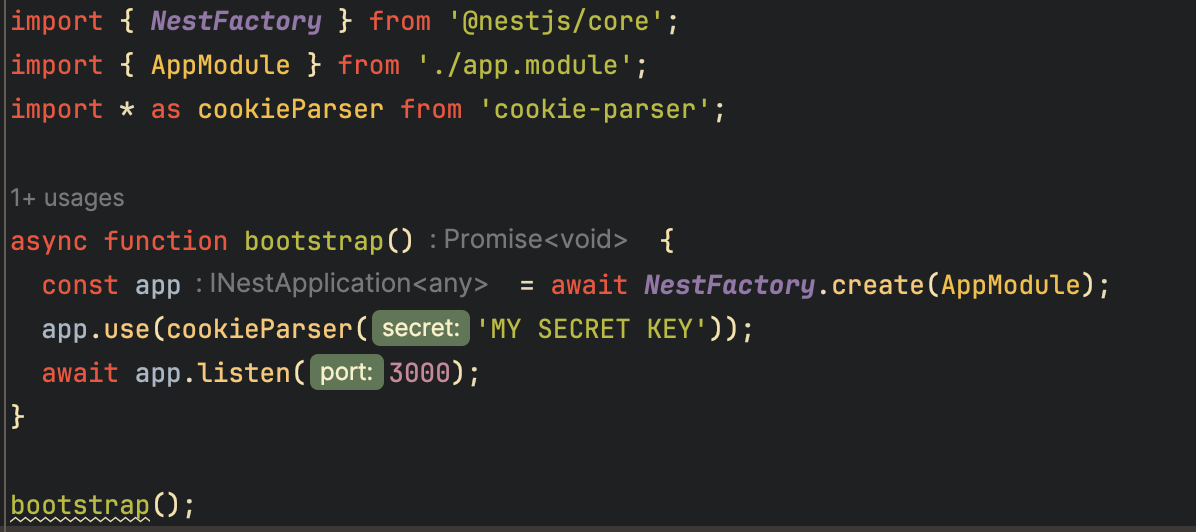 import { NestFactory } from '@nestjs/core';
import { AppModule } from './app.module';
import * as cookieParser from 'cookie-parser';
1+ usages
async function bootstrap() : Promise<void> {
const app : INestApplication<any> = await NestFactory.create(AppModule);
app.use(cookieParser( secret: 'MY SECRET KEY'));
await app.listen( port: 3000);
}
bootstrap();